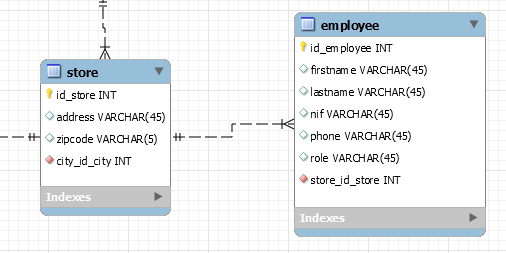 store
id_store INT
address VARCHAR(45)
zipcode VARCHAR(5)
city_id_city INT
Indexes
employee
id_employee INT
firstname VARCHAR(45)
lastname VARCHAR(45)
nif VARCHAR(45)
phone VARCHAR(45)
role VARCHAR(45)
store_id_store INT
Indexes